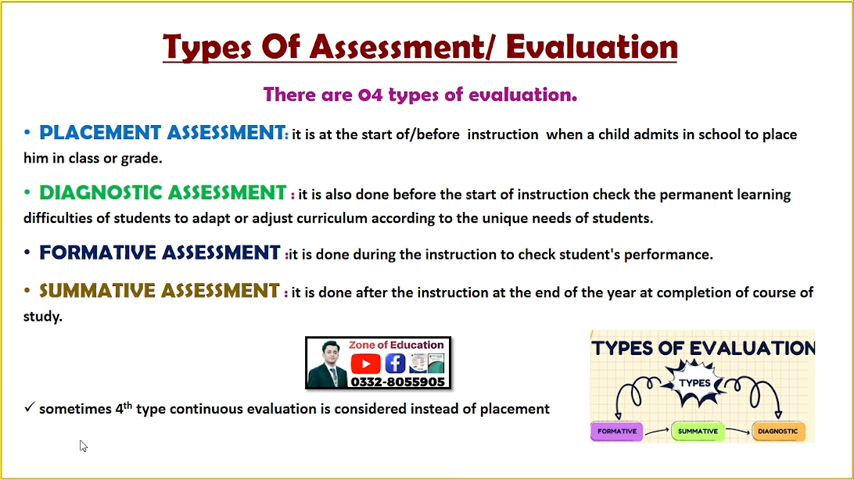 Types Of Assessment/ Evaluation
There are 04 types of evaluation.
• PLACEMENT ASSESSMENT: it is at the start of/before instruction when a child admits in school to place
him in class or grade.
• DIAGNOSTIC ASSESSMENT : it is also done before the start of instruction check the permanent learning
difficulties of students to adapt or adjust curriculum according to the unique needs of students.
• FORMATIVE ASSESSMENT :it is done during the instruction to check student's performance.
• SUMMATIVE ASSESSMENT : it is done after the instruction at the end of the year at completion of course of
study.
Zone of Education
0332-8055905
✓ sometimes 4th type continuous evaluation is considered instead of placement
TYPES OF EVALUATION
TYPES
FORMATIVE
SUMMATIVE
DIAGNOSTIC